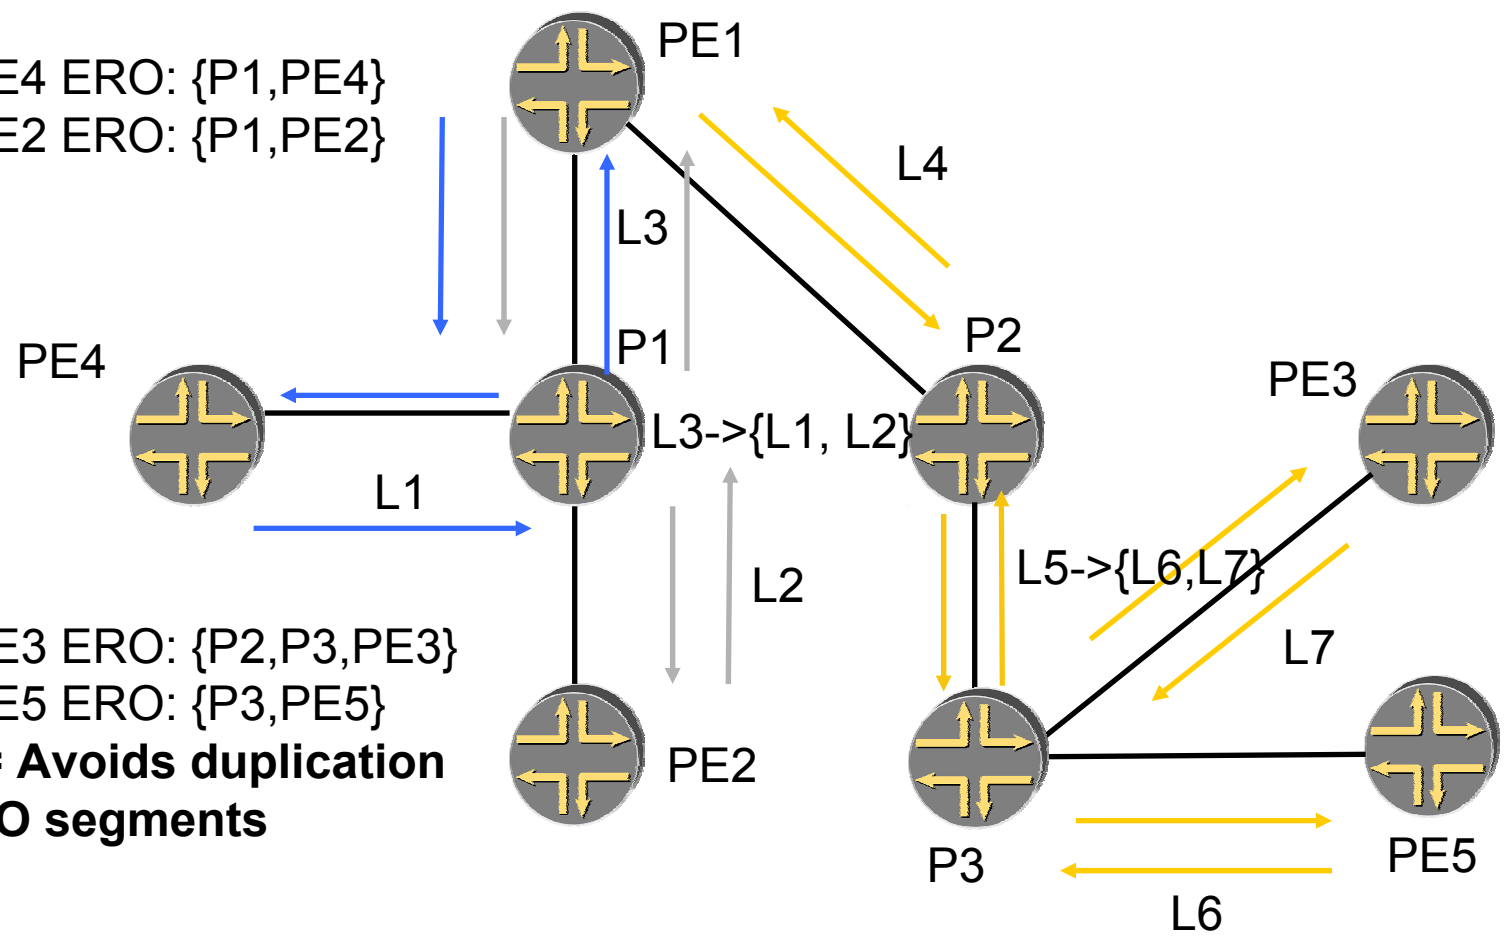 PE1
E4 ERO: {P1,PE4}
E2 ERO: {P1,PE2}
L4
L3
P1
P2
PE4
PE3
L3->{L1, L2}
L1
L5->{L6,L7}
L2
E3 ERO: {P2,P3,PE3}
L7
E5 ERO: {P3,PE5}
= Avoids duplication
PE2
O segments
P3
PE5
L6